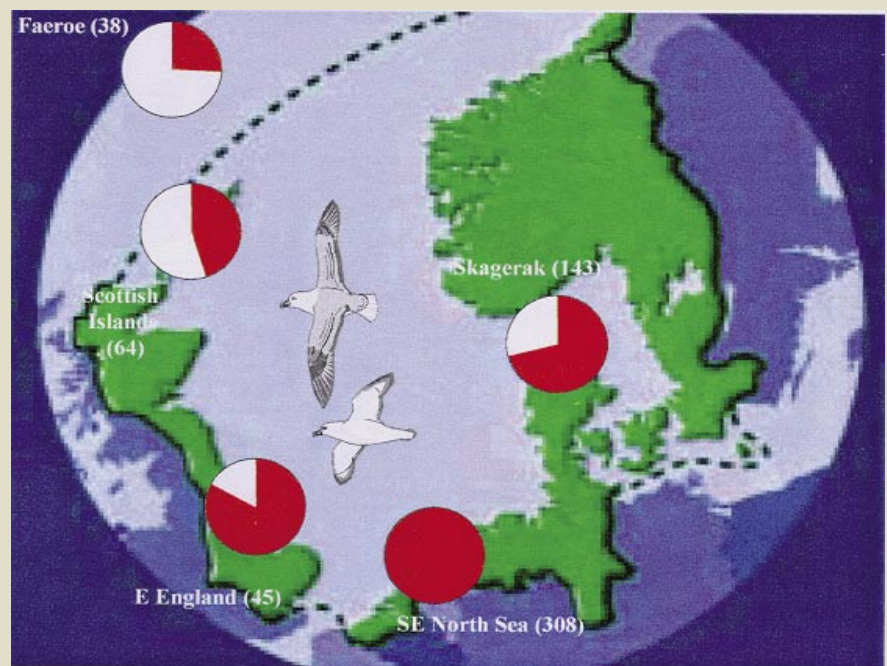 Faeroe (38)
Skagerak (143)
Scottish
Islands
(64)
E England (45)
SE North Sea (308)